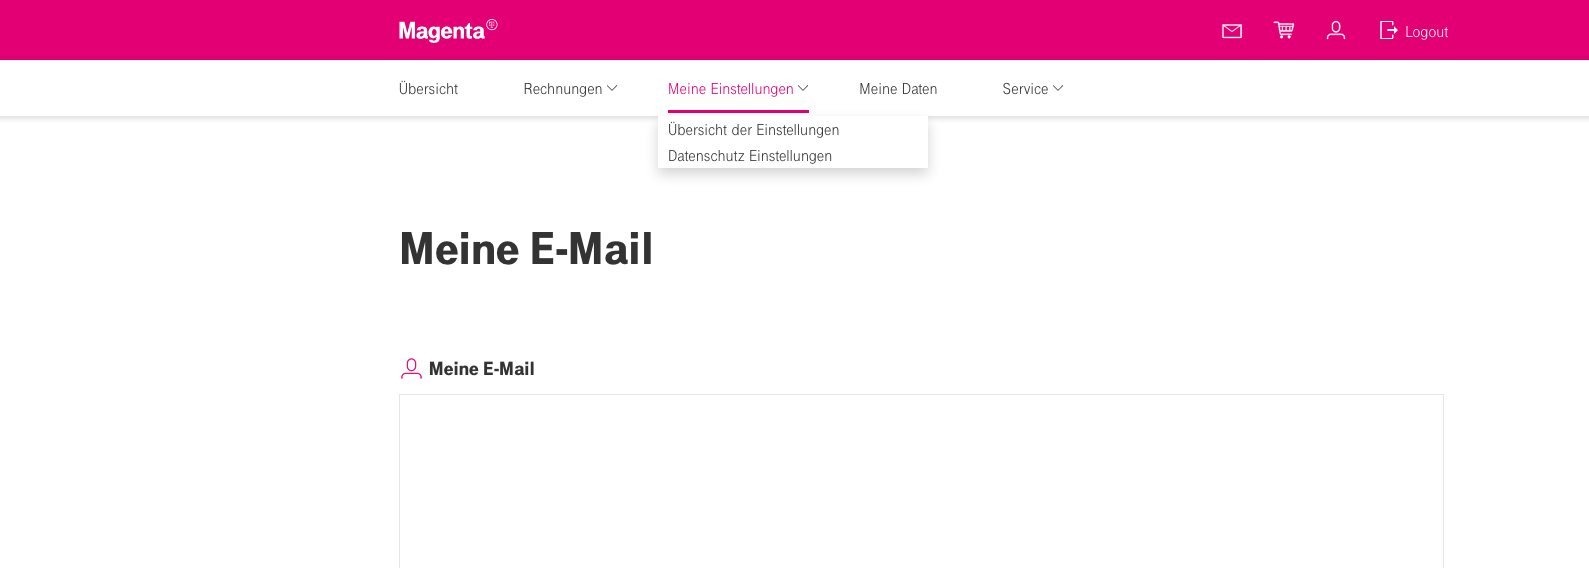 Magenta®
Logout
Übersicht
Rechnungen
Meine Einstellungen
Meine Daten
Service
Übersicht der Einstellungen
Datenschutz Einstellungen
Meine E-Mail
Meine E-Mail